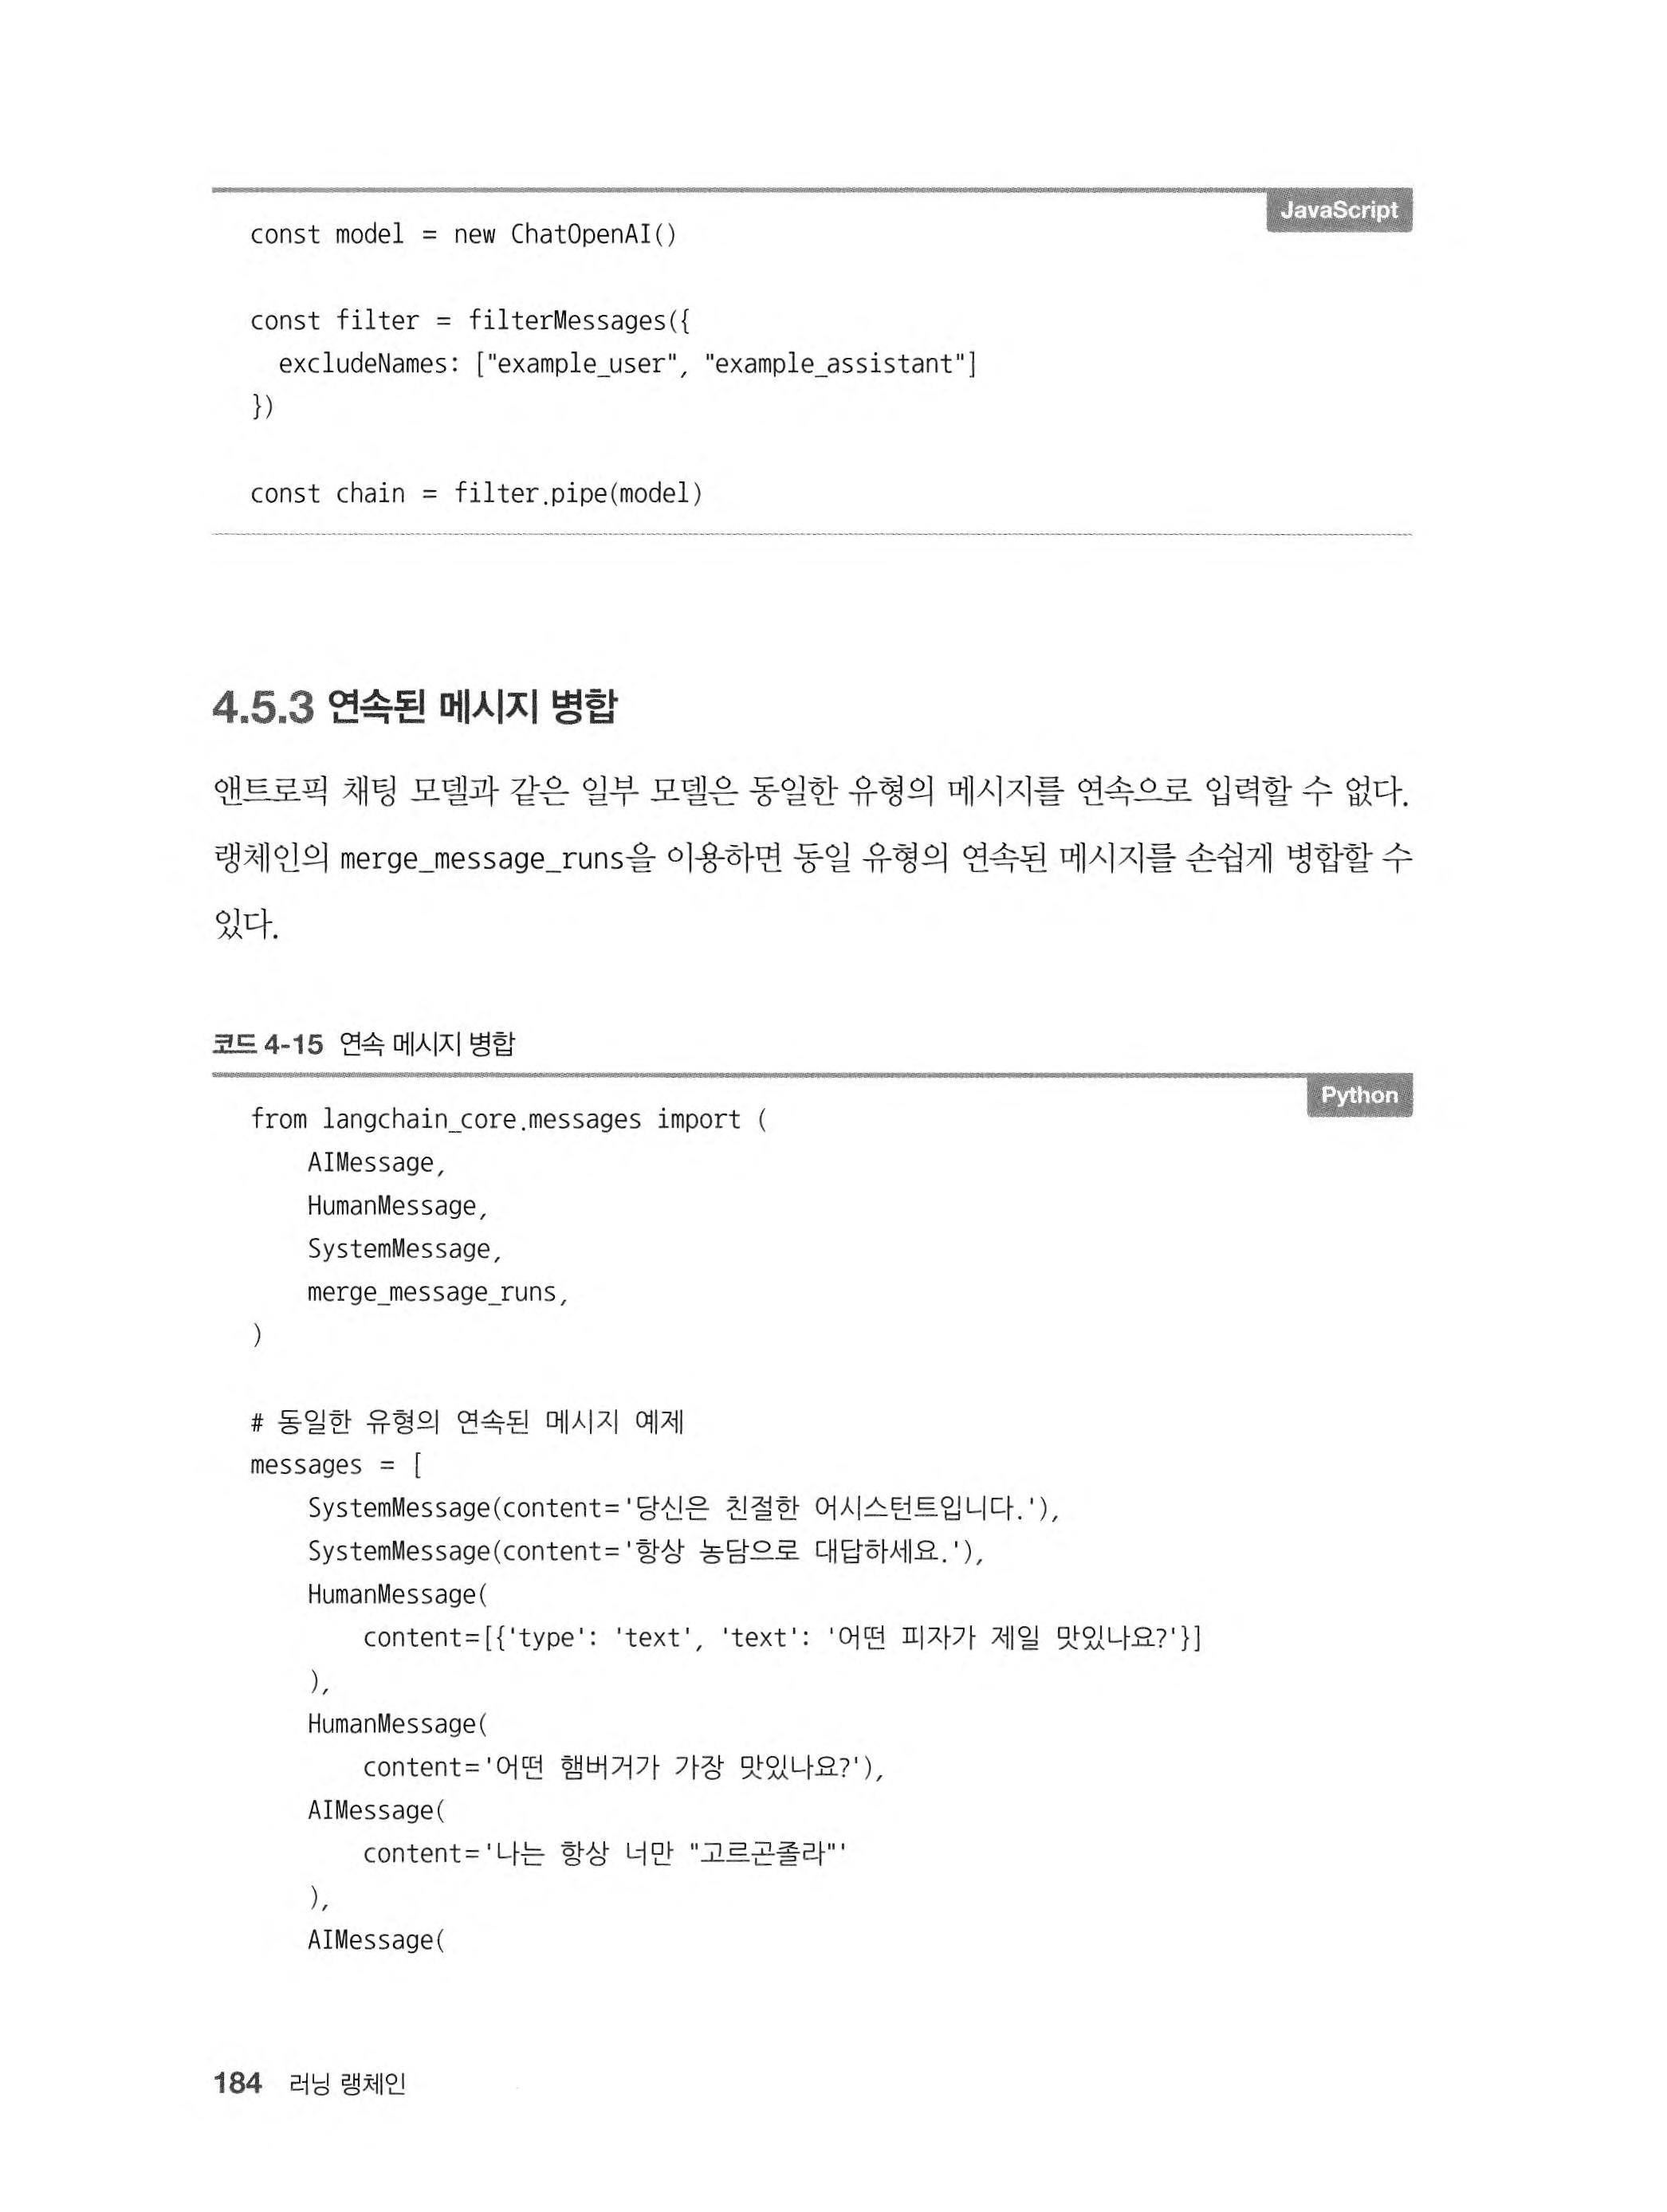 JavaScript
const model = new ChatOpenAI()
const filter = filterMessages({
  excludeNames: ["example_user", "example_assistant"]
})
const chain = filter.pipe(model)
4.5.3 연속된 메시지 병합
앤트로픽 채팅 모델과 같은 일부 모델은 동일한 유형의 메시지를 연속으로 입력할 수 없다.
랭체인의 merge_message_runs을 이용하면 동일 유형의 연속된 메시지를 손쉽게 병합할 수
있다.
코드 4-15 연속 메시지 병합
Python
from langchain_core.messages import (
    AIMessage,
    HumanMessage,
    SystemMessage,
    merge_message_runs,
)
# 동일한 유형의 연속된 메시지 예제
messages = [
    SystemMessage(content='당신은 친절한 어시스턴트입니다.'),
    SystemMessage(content='항상 농담으로 대답하세요.'),
    HumanMessage(
        content=[{'type': 'text', 'text': '어떤 피자가 제일 맛있나요?'}]
    ),
    HumanMessage(
        content='어떤 햄버거가 가장 맛있나요?'),
    AIMessage(
        content='나는 항상 너만 "고르곤졸라"'
    ),
    AIMessage(
184 러닝 랭체인